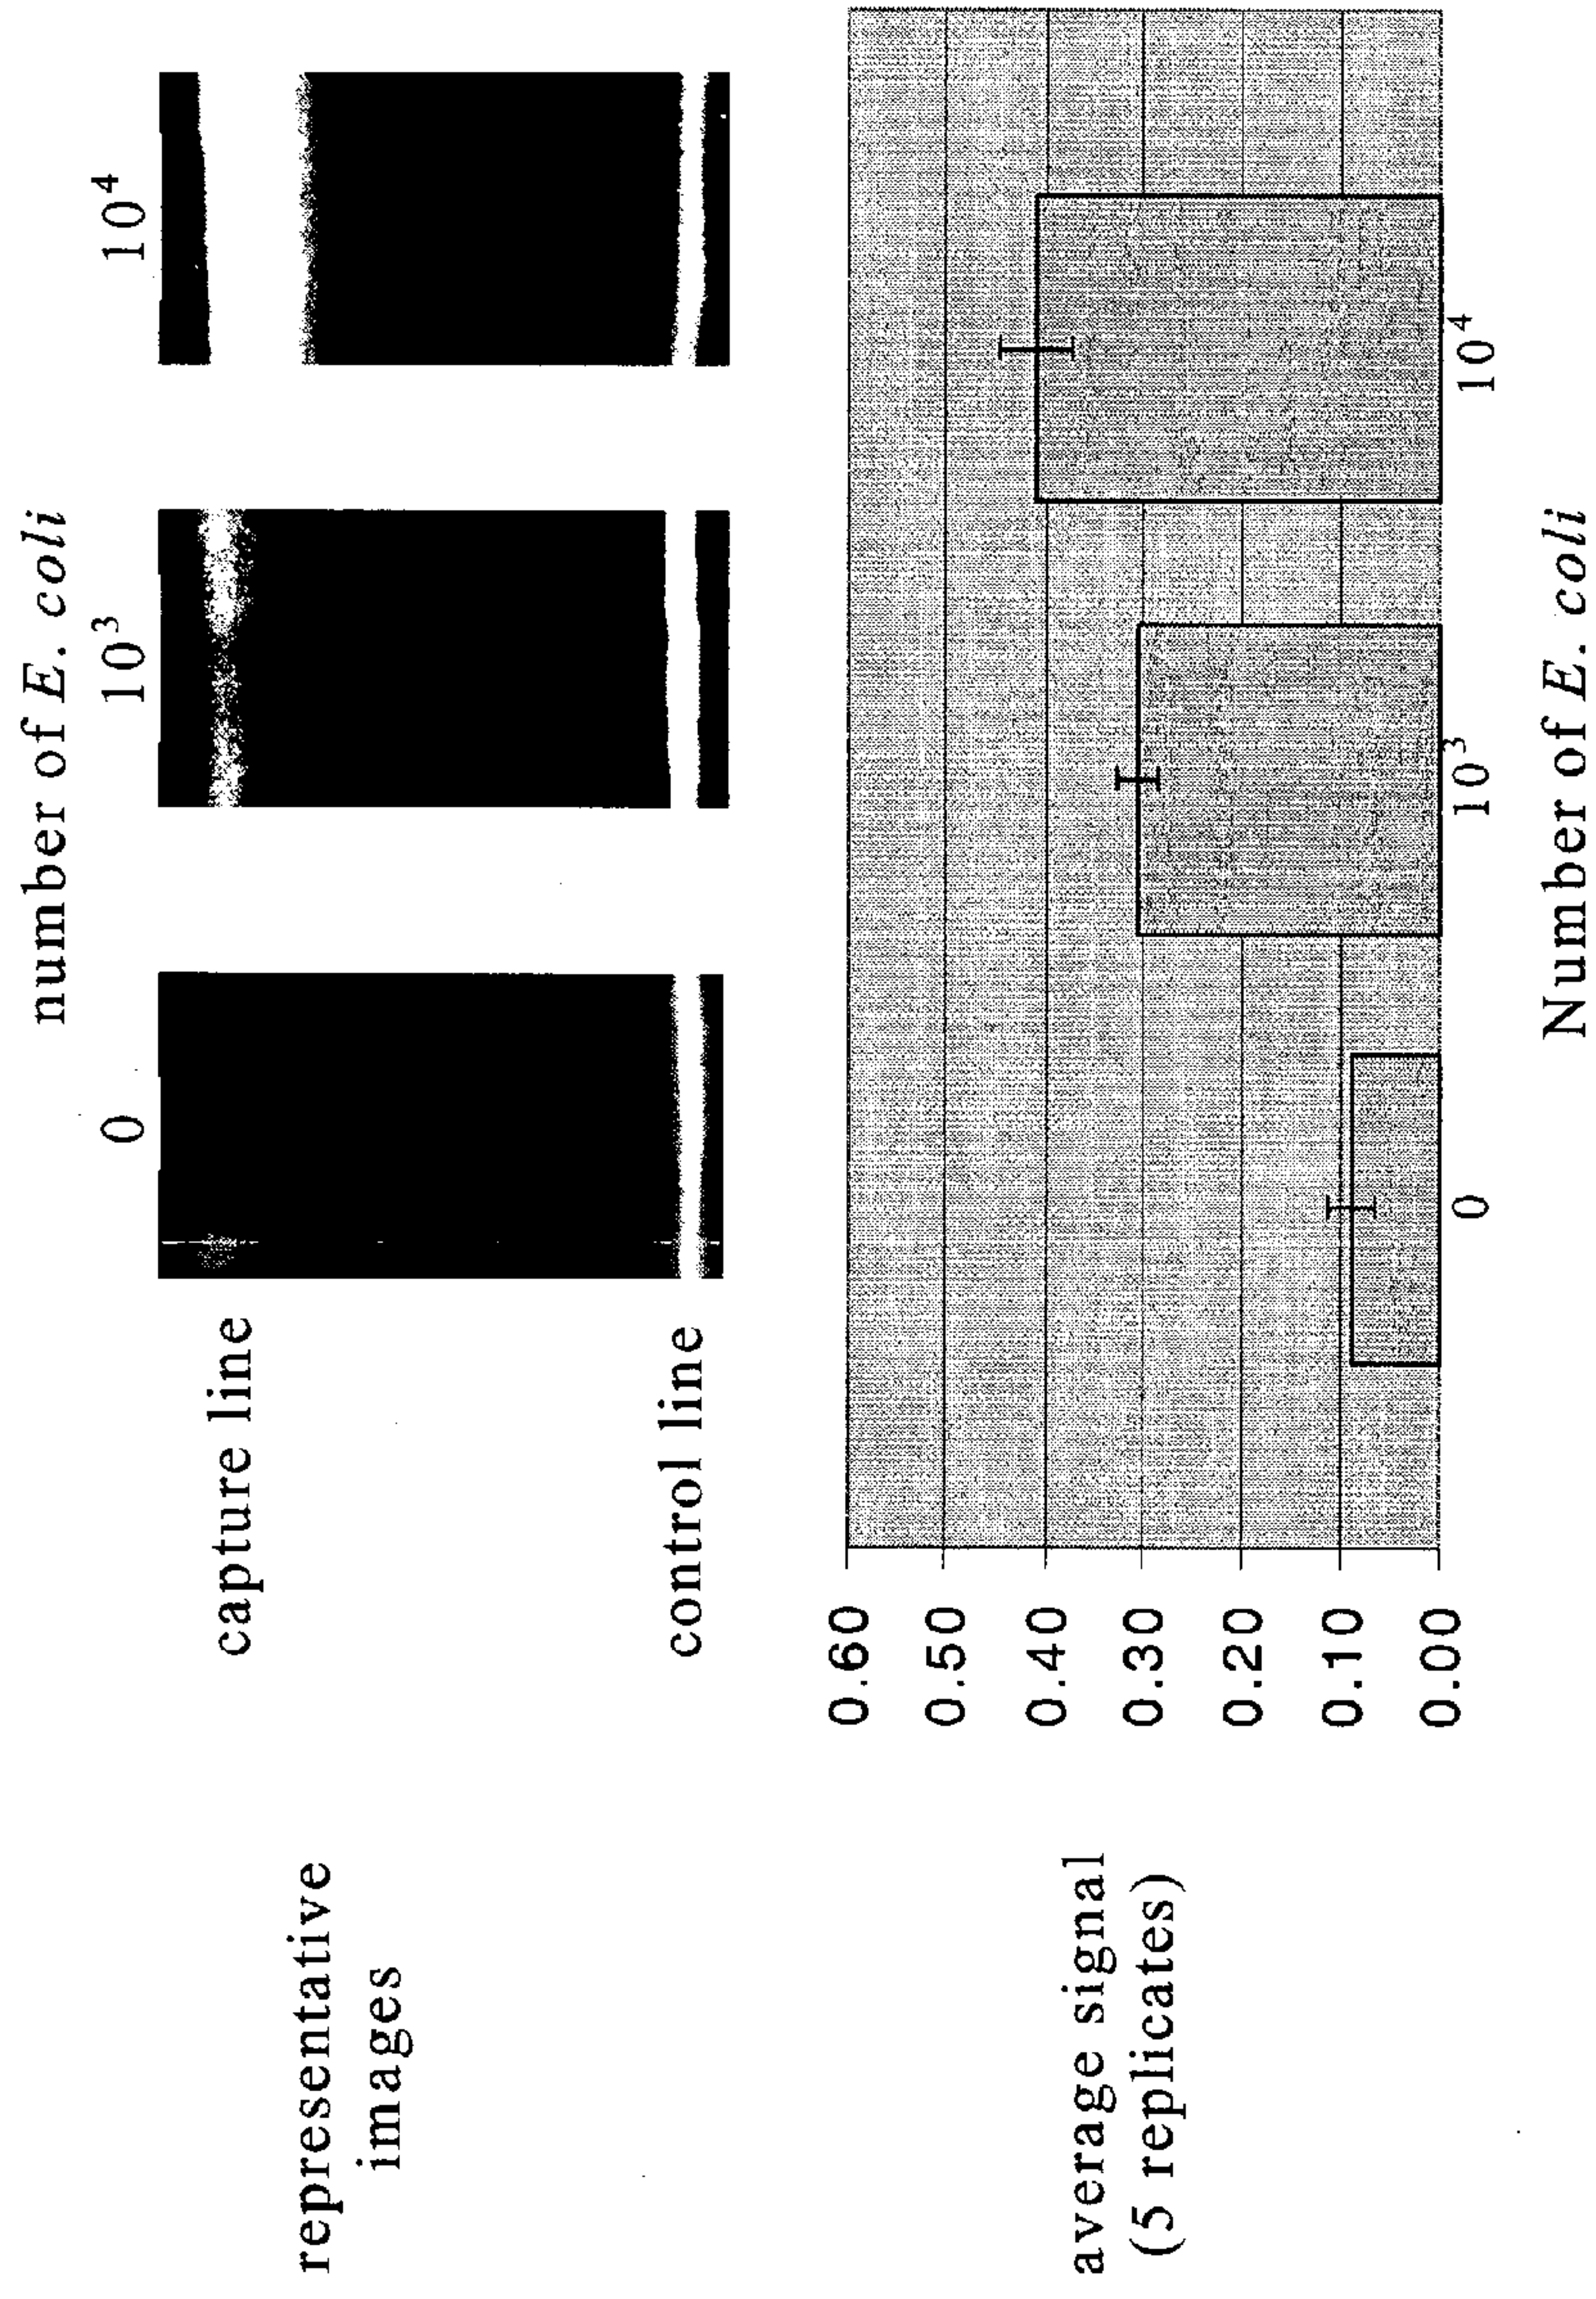 number of E. coli
0 10³ 10⁴
capture line
representative
images
control line
0.60
0.50
0.40
average signal
(5 replicates)
0.30
0.20
0.10
0.00
0 10³ 10⁴
Number of E. coli